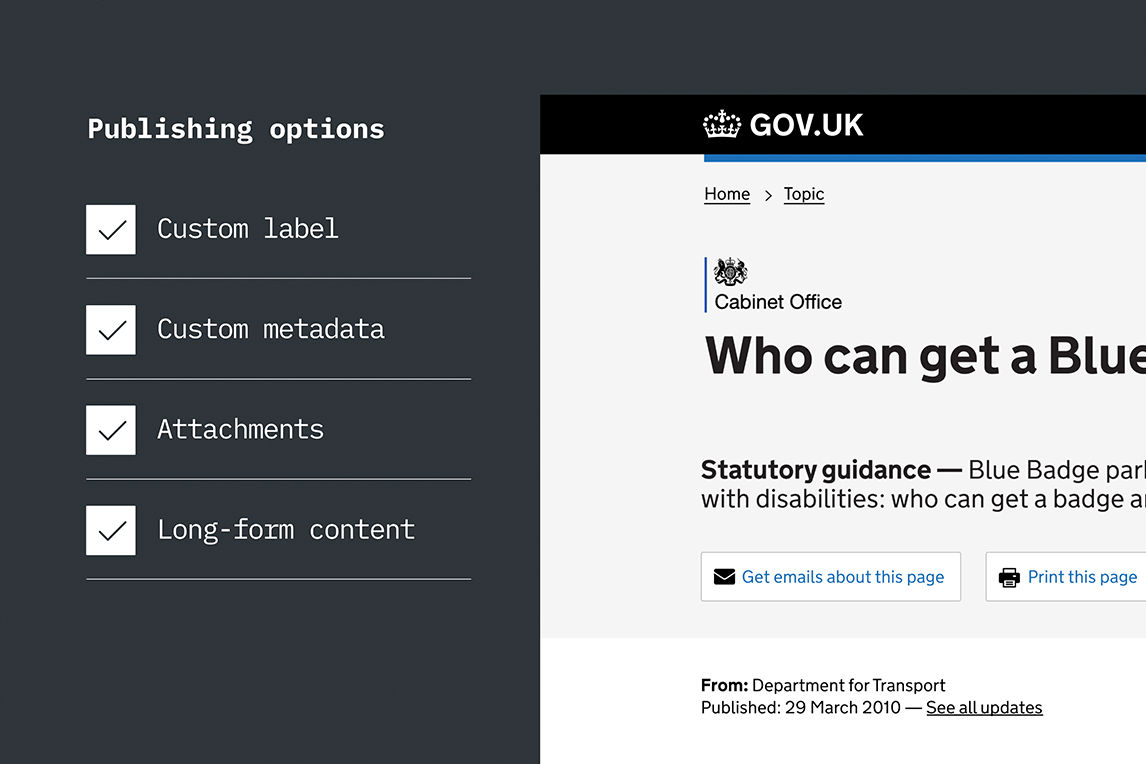 Publishing options
Custom label
Custom metadata
Attachments
Long-form content
GOV.UK
Home > Topic
Cabinet Office
Who can get a Blue
Statutory guidance — Blue Badge
with disabilities: who can get a badge
Get emails about this page
Print this page
From: Department for Transport
Published: 29 March 2010 — See all updates